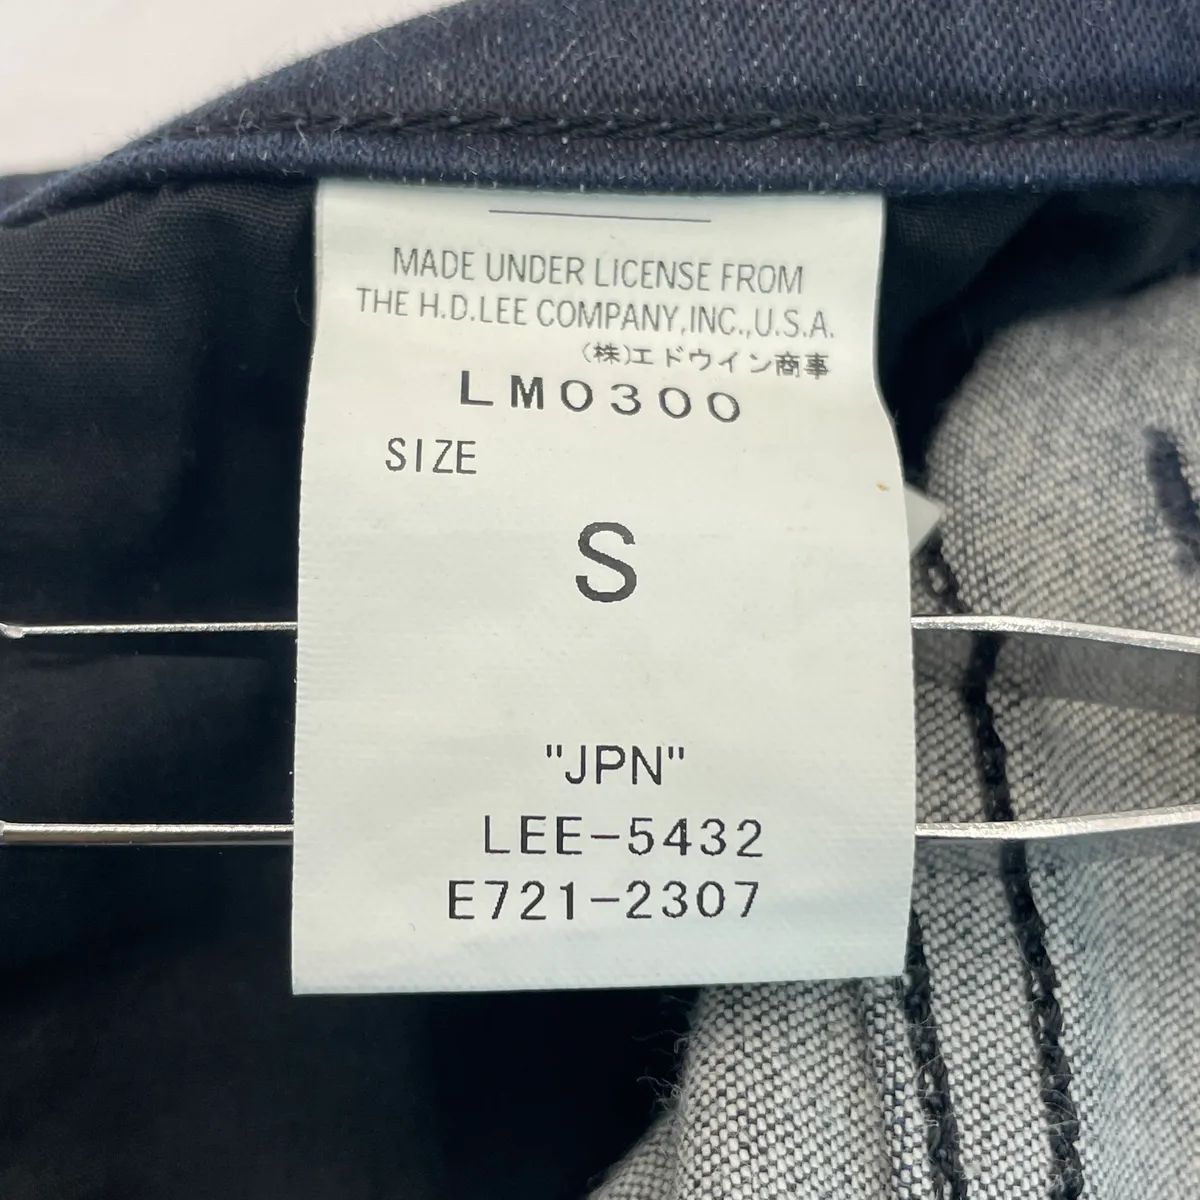 MADE UNDER LICENSE FROM
THE H.D.LEE COMPANY,INC.,U.S.A.
(株)エドウイン商事
LM0300
SIZE
S
"JPN"
LEE-5432
E721-2307